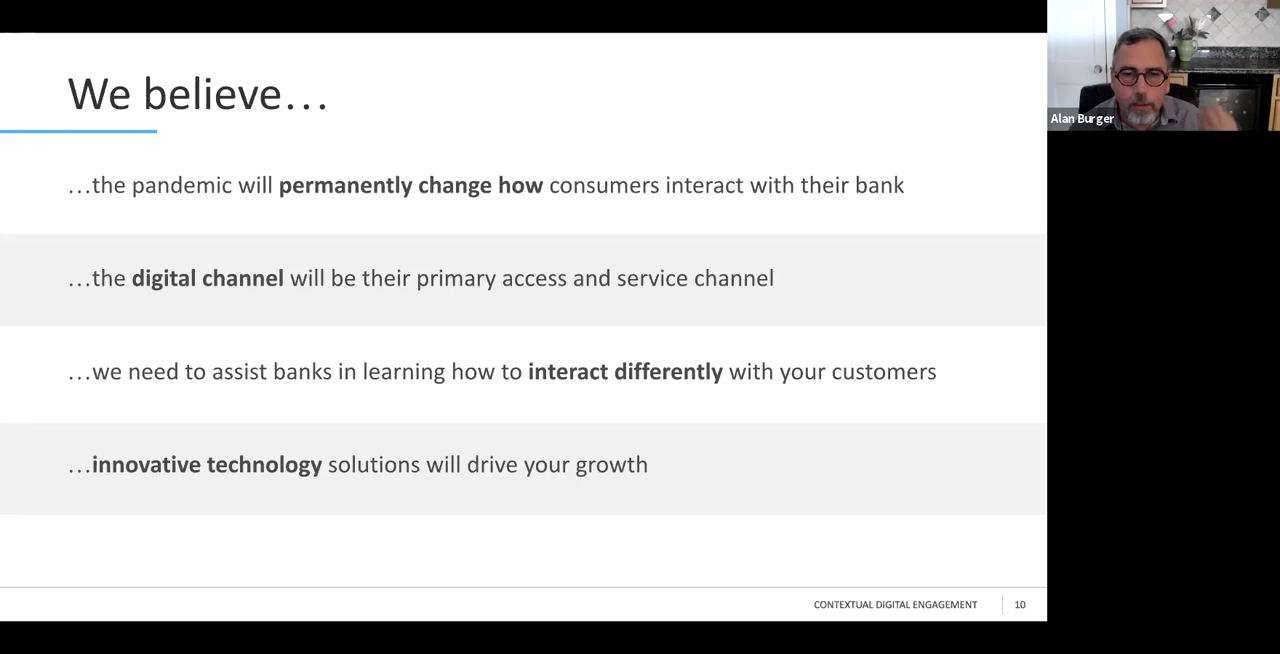 We believe…
…the pandemic will permanently change how consumers interact with their bank
…the digital channel will be their primary access and service channel
…we need to assist banks in learning how to interact differently with your customers
…innovative technology solutions will drive your growth
CONTEXTUAL DIGITAL ENGAGEMENT
10
Alan Burger